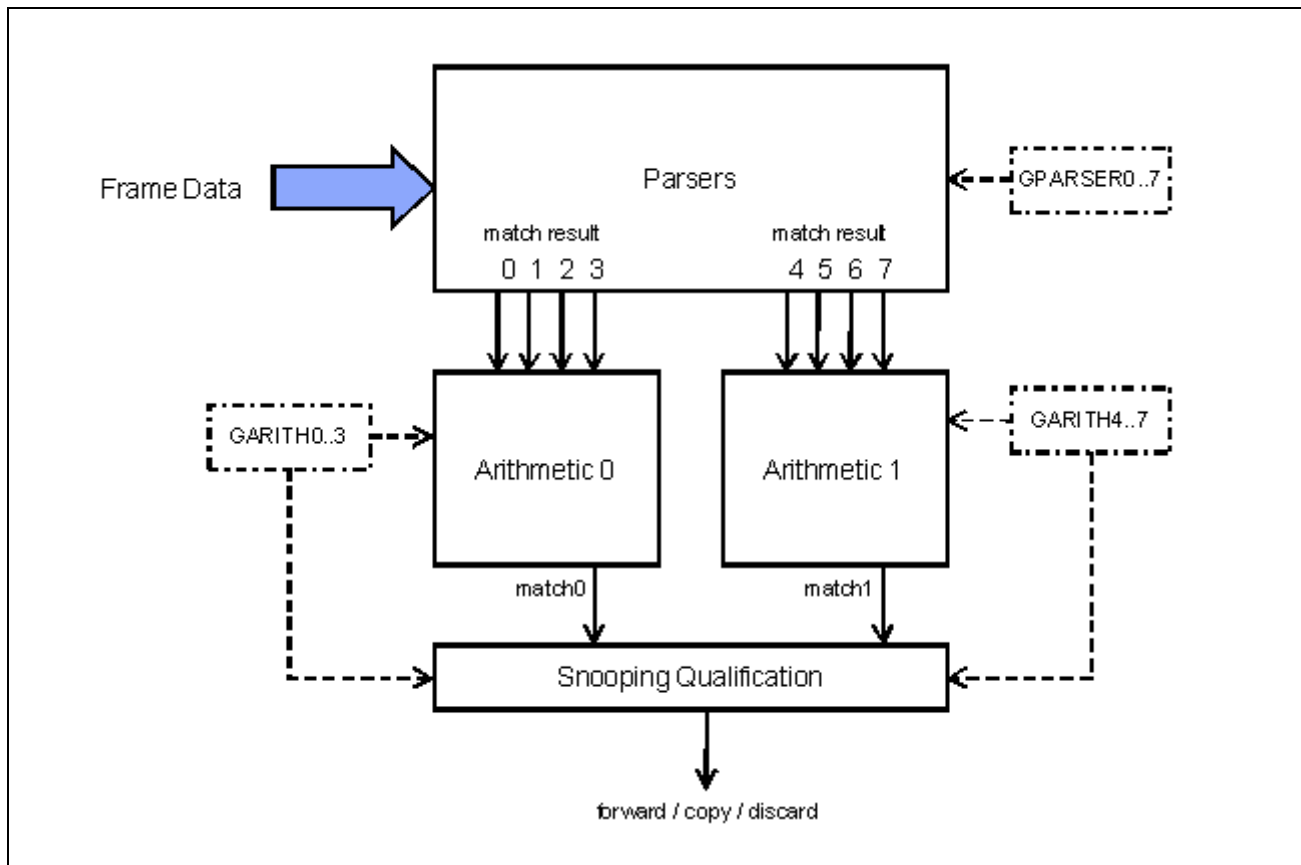 Parsers
Frame Data
GPARSER0..7
match result
match result
0 1 2 3
4 5 6 7
GARITH0..3
GARITH4..7
Arithmetic 0
Arithmetic 1
match0
match1
Snooping Qualification
forward / copy / discard